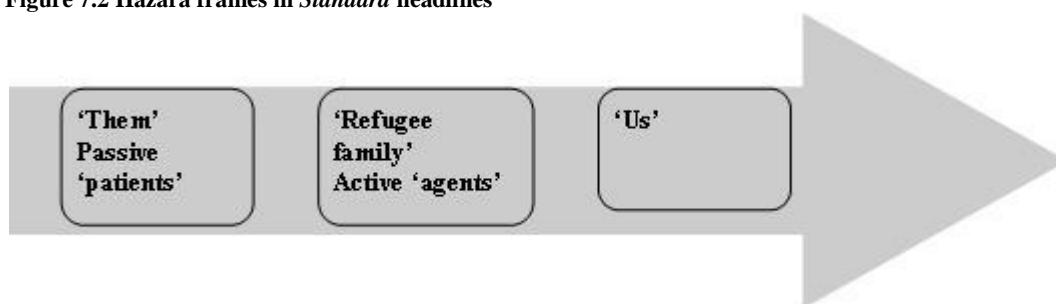 Figure 7.2 Hazara frames in Standard headlines
‘Them’
Passive
‘patients’
‘Refugee
family’
Active ‘agents’
‘Us’